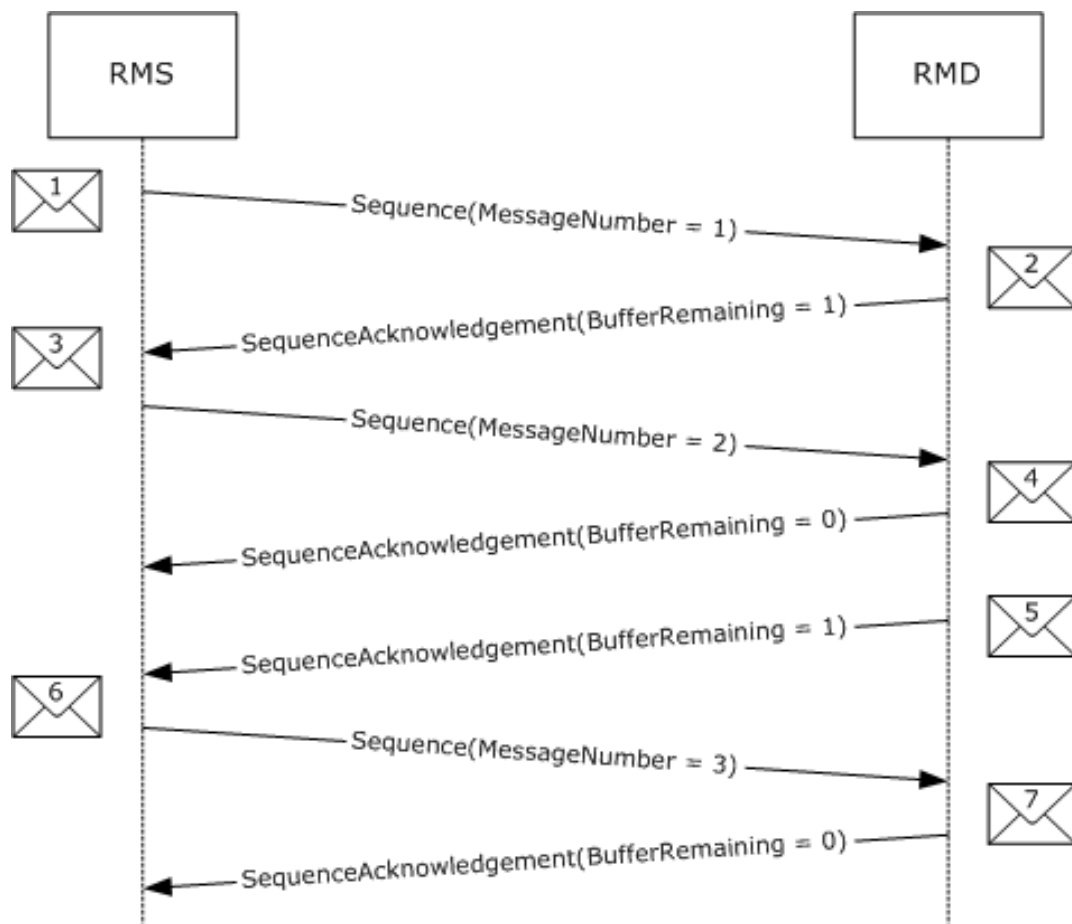 RMS
RMD
1
Sequence(MessageNumber = 1)
2
SequenceAcknowledgement(BufferRemaining = 1)
3
Sequence(MessageNumber = 2)
4
SequenceAcknowledgement(BufferRemaining = 0)
5
SequenceAcknowledgement(BufferRemaining = 1)
6
Sequence(MessageNumber = 3)
7
SequenceAcknowledgement(BufferRemaining = 0)